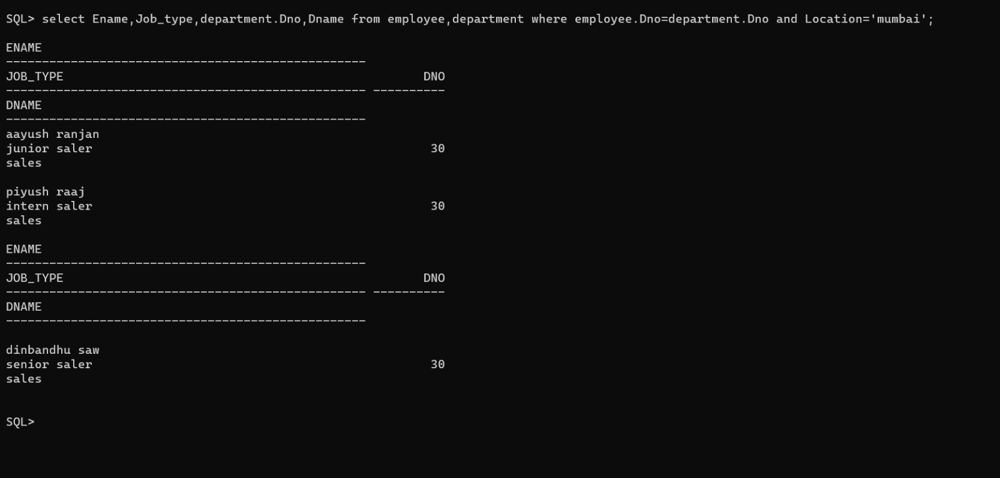 SQL> select Ename,Job_type,department.Dno,Dname from employee,department where employee.Dno=department.Dno and Location='mumbai';
ENAME
--------------------------------------------------
JOB_TYPE                                                  DNO
-------------------------------------------------- ----------
DNAME
--------------------------------------------------
aayush ranjan
junior saler                                               30
sales
piyush raaj
intern saler                                               30
sales
ENAME
--------------------------------------------------
JOB_TYPE                                                  DNO
-------------------------------------------------- ----------
DNAME
--------------------------------------------------
dinbandhu saw
senior saler                                               30
sales
SQL>